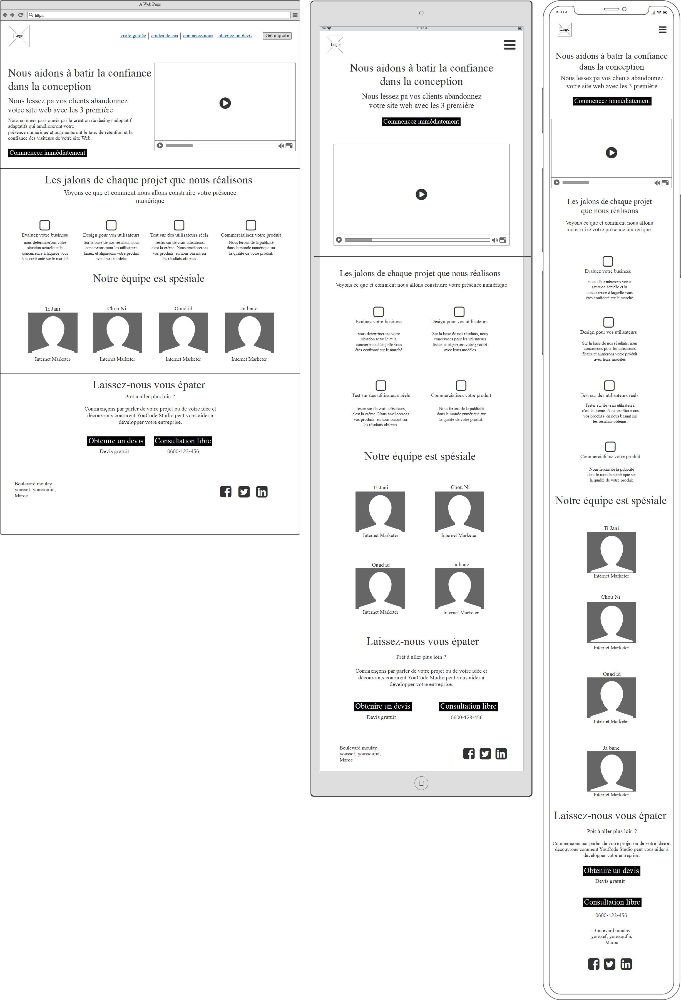 A Web Page
http://
Logo
visite guidée
etudes de cas
contactez-nous
obtenez un devis
Get a quote
Nous aidons à batir la confiance
dans la conception
Nous lessez pa vos clients abandonnez
votre site web avec les 3 premiére
Nous sommes passionnés par la création de desings adoptatif
adaptatifs qui amélioreront votre
présence numérique et augmenteront le taux de rétention et la
confiance des visiteurs de votre site Web.
Commencez immédiatement
Les jalons de chaque projet que nous réalisons
Voyons ce que et comment nous allons construire votre présence
numérique
Evaluez votre business
nous déterminerons votre
situation actuelle et la
concurrence à laquelle vous
étes confronté sur le marché
Design pour vos utilisateurs
Sur la base de nos résultats, nous
concevrons pour les utilisateurs
finaux et alignerons votre produit
avec leurs modéles
Test sur des utilisateurs réels
Tester sur de vrais utilisateurs,
c'est la créme. Nous améliorerons
vos produits en nous basant sur
les résultats obtenus.
Commercialisez votre produit
Nous ferons de la publicité
dans le monde numérique sur
la qualité de votre produit.
Notre équipe est spésiale
Ti Jani
Internet Marketer
Chou Ni
Internet Marketer
Ouad id
Internet Marketer
Ja bane
Internet Marketer
Laissez-nous vous épater
Prét à aller plus loin ?
Commençons par parler de votre projet ou de votre idée et
découvrons comment YouCode Studio peut vous aider à
développer votre entreprise.
Obtenire un devis
Devis gratuit
Consultation libre
0600-123-456
Boulevard moulay
youssef, youssoufia,
Maroc
iPad
10:19 AM
Logo
Nous aidons à batir la confiance
dans la conception
Nous lessez pa vos clients abandonnez
votre site web avec les 3 premiére
Commencez immédiatement
Les jalons de chaque projet que nous réalisons
Voyons ce que et comment nous allons construire votre présence numérique
Evaluez votre business
nous déterminerons votre
situation actuelle et la
concurrence à laquelle vous
étes confronté sur le marché
Design pour vos utilisateurs
Sur la base de nos résultats, nous
concevrons pour les utilisateurs
finaux et alignerons votre produit
avec leurs modéles
Test sur des utilisateurs réels
Tester sur de vrais utilisateurs,
c'est la créme. Nous améliorerons
vos produits en nous basant sur
les résultats obtenus.
Commercialisez votre produit
Nous ferons de la publicité
dans le monde numérique sur
la qualité de votre produit.
Notre équipe est spésiale
Ti Jani
Internet Marketer
Chou Ni
Internet Marketer
Ouad id
Internet Marketer
Ja bane
Internet Marketer
Laissez-nous vous épater
Prét à aller plus loin ?
Commençons par parler de votre projet ou de votre idée et
découvrons comment YouCode Studio peut vous aider à
développer votre entreprise.
Obtenire un devis
Devis gratuit
Consultation libre
0600-123-456
Boulevard moulay
youssef, youssoufia,
Maroc
10:19 AM
Logo
Nous aidons à batir la confiance
dans la conception
Nous lessez pa vos clients abandonnez
votre site web avec les 3 premiére
Commencez immédiatement
Les jalons de chaque projet
que nous réalisons
Voyons ce que et comment nous allons
construire votre présence numérique
Evaluez votre business
nous déterminerons votre
situation actuelle et la
concurrence à laquelle vous
étes confronté sur le marché
Design pour vos utilisateurs
Sur la base de nos résultats, nous
concevrons pour les utilisateurs
finaux et alignerons votre produit
avec leurs modéles
Test sur des utilisateurs réels
Tester sur de vrais utilisateurs,
c'est la créme. Nous améliorerons
vos produits en nous basant sur
les résultats obtenus.
Commercialisez votre produit
Nous ferons de la publicité
dans le monde numérique sur
la qualité de votre produit.
Notre équipe est spésiale
Ti Jani
Internet Marketer
Chou Ni
Internet Marketer
Ouad id
Internet Marketer
Ja bane
Internet Marketer
Laissez-nous vous épater
Prét à aller plus loin ?
Commençons par parler de votre projet ou de votre idée et
découvrons comment YouCode Studio peut vous aider à
développer votre entreprise.
Obtenire un devis
Devis gratuit
Consultation libre
0600-123-456
Boulevard moulay
youssef, youssoufia,
Maroc